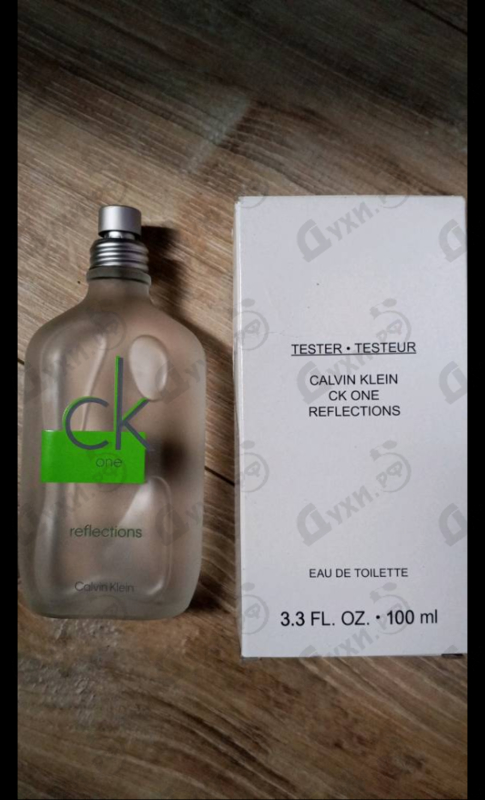 ck
one
reflections
Calvin Klein
TESTER • TESTEUR
CALVIN KLEIN
CK ONE
REFLECTIONS
EAU DE TOILETTE
3.3 FL. OZ. • 100 ml
Духи.рф